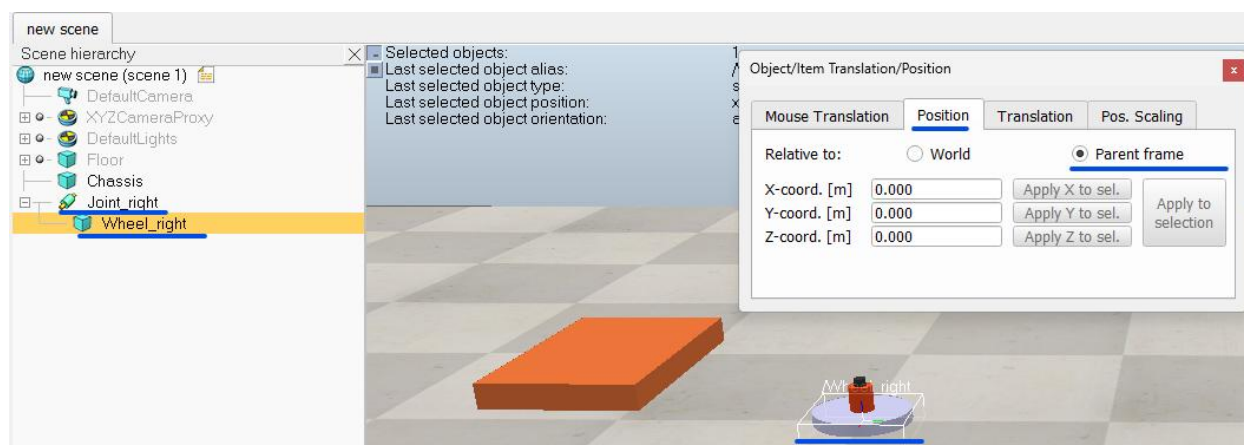 new scene
Scene hierarchy
new scene (scene 1)
DefaultCamera
XYZCameraProxy
DefaultLights
Floor
Chassis
Joint_right
Wheel_right
Selected objects: 1
Last selected object alias: /
Last selected object type: s
Last selected object position: x
Last selected object orientation: a
Object/Item Translation/Position
x
Mouse Translation Position Translation Pos. Scaling
Relative to: World Parent frame
X-coord. [m] 0.000 Apply X to sel.
Y-coord. [m] 0.000 Apply Y to sel.
Z-coord. [m] 0.000 Apply Z to sel.
Apply to
selection
right